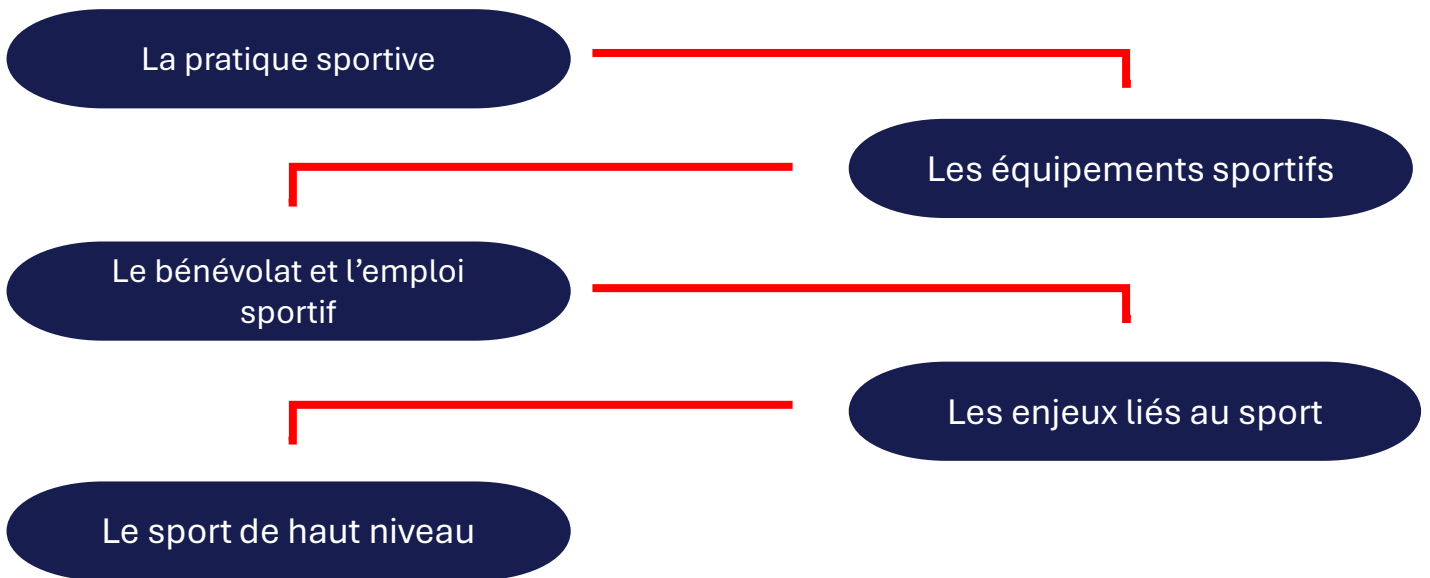 La pratique sportive
Les équipements sportifs
Le bénévolat et l’emploi
sportif
Les enjeux liés au sport
Le sport de haut niveau